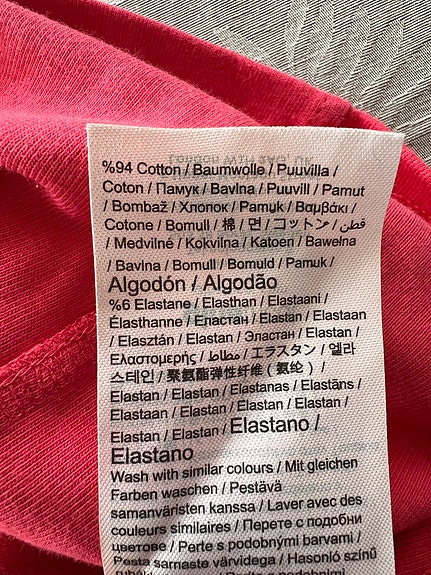 %94 Cotton / Baumwolle / Puuvilla /
Coton / Памук / Bavlna / Puuvill / Pamut
/ Bombaž / Хлопок / Pamuk / Βαμβάκι /
Cotone / Bomull / 棉 / 면 / コットン / قطن
/ Medvilnė / Kokvilna / Katoen / Bawełna
/ Bavlna / Bomull / Bomuld / Pamuk /
Algodón / Algodão
%6 Elastane / Elasthan / Elastaani /
Élasthanne / Еластан / Elastan / Elastaan
/ Elasztán / Elastan / Эластан / Elastan /
Ελαστομερής / مطاط / エラスタン / 엘라
스테인 / 聚氨酯弹性纤维 ( 氨纶 ) /
Elastan / Elastan / Elastanas / Elastāns /
Elastaan / Elastan / Elastan / Elastan /
Elastan / Elastan / Elastano /
Elastano
Wash with similar colours / Mit gleichen
Farben waschen / Pestävä
samanväristen kanssa / Laver avec des
couleurs similaires / Перете с подобни
цветове / Perte s podobnými barvami /
Pesta sarnaste värvidega / Hasonló színű